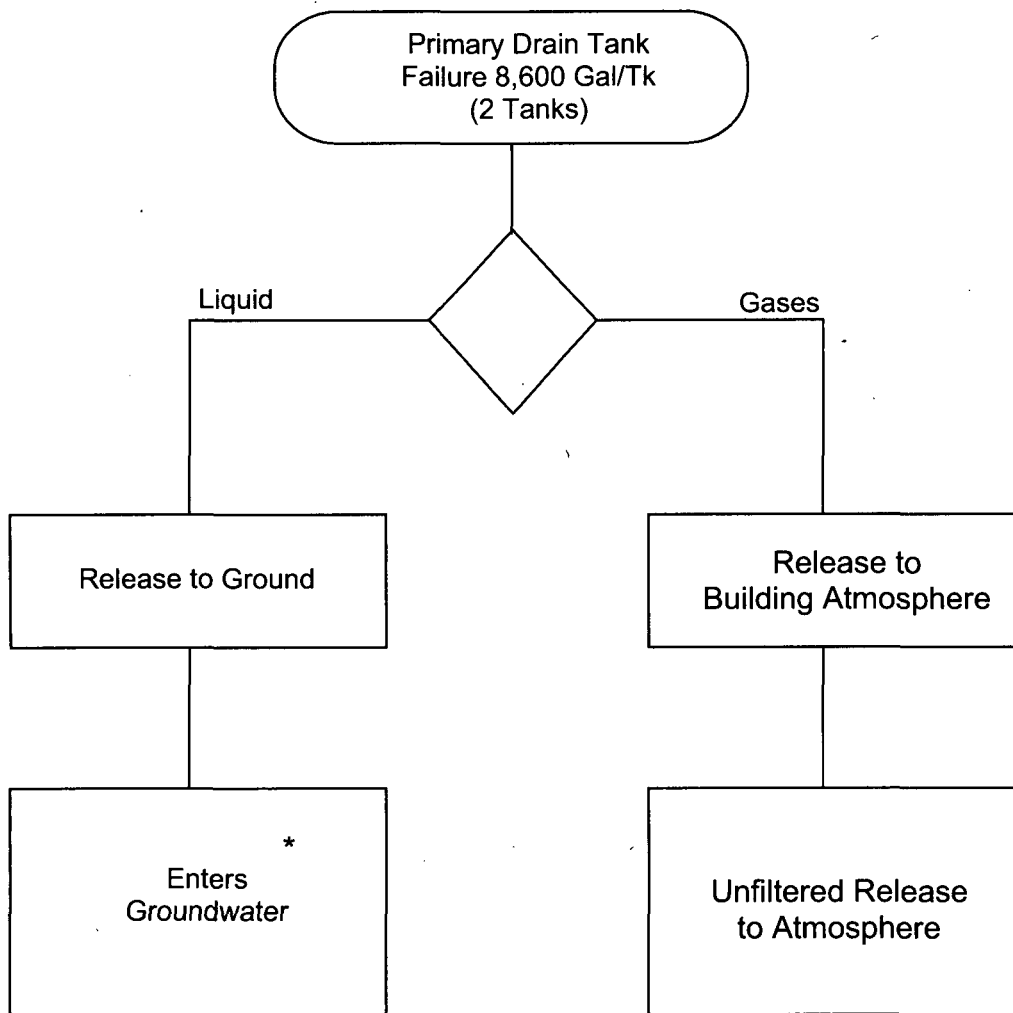 Primary Drain Tank
Failure 8,600 Gal/Tk
(2 Tanks)
Liquid
Gases
Release to Ground
Release to
Building Atmosphere
*
Enters
Groundwater
Unfiltered Release
to Atmosphere